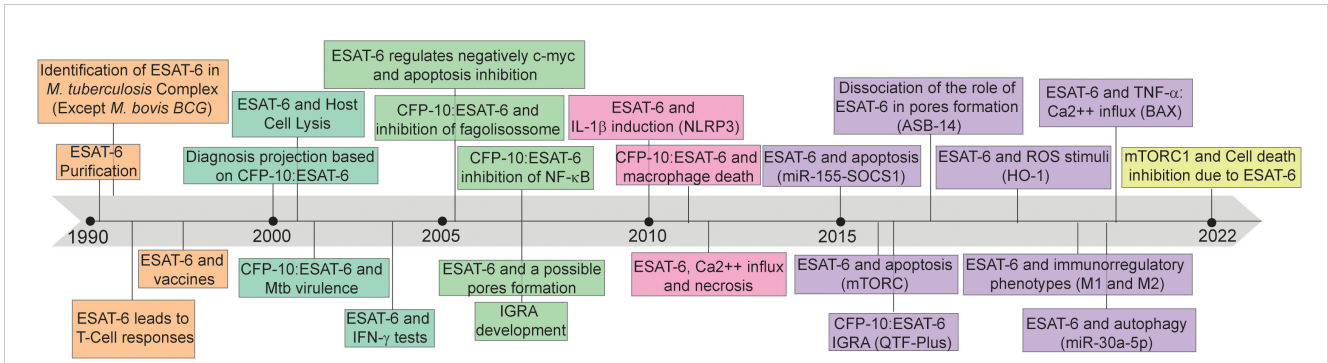 ESAT-6 regulates negatively c-myc
and apoptosis inhibition
Identification of ESAT-6 in
M. tuberculosis Complex
(Except M. bovis BCG)
ESAT-6 and Host
Cell Lysis
CFP-10:ESAT-6 and
inhibition of fagolisossome
ESAT-6 and
IL-1β induction (NLRP3)
Dissociation of the role of
ESAT-6 in pores formation
(ASB-14)
ESAT-6 and TNF-α:
Ca2++ influx (BAX)
ESAT-6
Purification
Diagnosis projection based
on CFP-10:ESAT-6
CFP-10:ESAT-6
inhibition of NF-κB
CFP-10:ESAT-6 and
macrophage death
ESAT-6 and apoptosis
(miR-155-SOCS1)
ESAT-6 and ROS stimuli
(HO-1)
mTORC1 and Cell death
inhibition due to ESAT-6
1990
2000
2005
2010
2015
2022
ESAT-6 and
vaccines
CFP-10:ESAT-6 and
Mtb virulence
ESAT-6 and a possible
pores formation
ESAT-6, Ca2++ influx
and necrosis
ESAT-6 and apoptosis
(mTORC)
ESAT-6 and immunorregulatory
phenotypes (M1 and M2)
ESAT-6 leads to
T-Cell responses
ESAT-6 and
IFN-γ tests
IGRA
development
CFP-10:ESAT-6
IGRA (QTF-Plus)
ESAT-6 and autophagy
(miR-30a-5p)